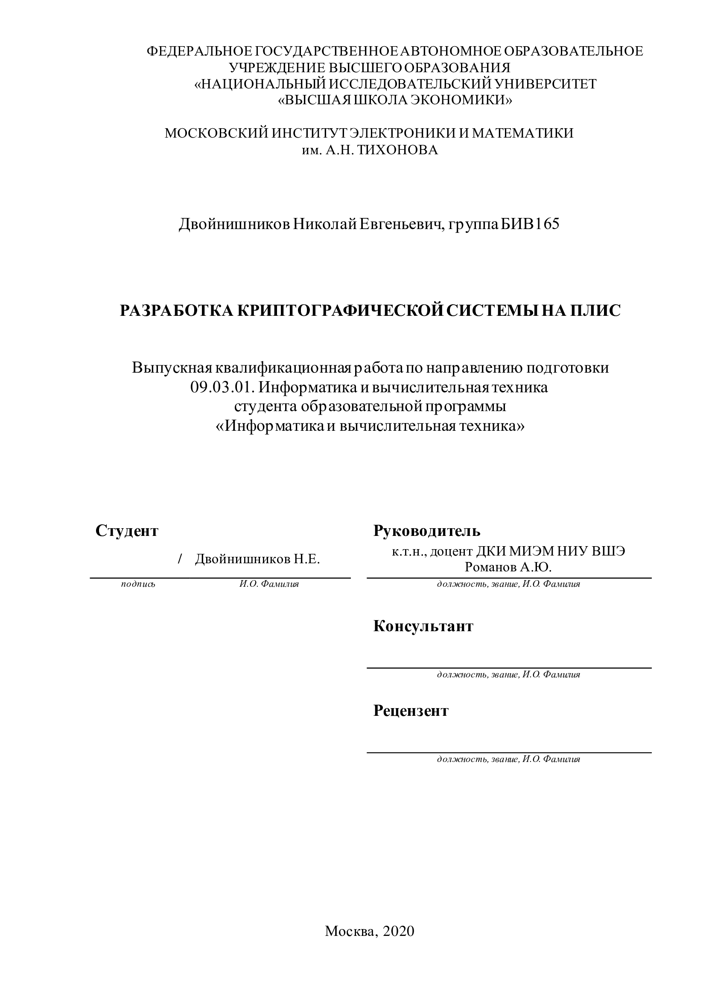 ФЕДЕРАЛЬНОЕ ГОСУДАРСТВЕННОЕ АВТОНОМНОЕ ОБРАЗОВАТЕЛЬНОЕ
УЧРЕЖДЕНИЕ ВЫСШЕГО ОБРАЗОВАНИЯ
«НАЦИОНАЛЬНЫЙ ИССЛЕДОВАТЕЛЬСКИЙ УНИВЕРСИТЕТ
«ВЫСШАЯ ШКОЛА ЭКОНОМИКИ»
МОСКОВСКИЙ ИНСТИТУТ ЭЛЕКТРОНИКИ И МАТЕМАТИКИ
им. А.Н. ТИХОНОВА
Двойнишников Николай Евгеньевич, группа БИВ165
РАЗРАБОТКА КРИПТОГРАФИЧЕСКОЙ СИСТЕМЫ НА ПЛИС
Выпускная квалификационная работа по направлению подготовки
09.03.01. Информатика и вычислительная техника
студента образовательной программы
«Информатика и вычислительная техника»
Студент
/ Двойнишников Н.Е.
подпись И.О. Фамилия
Руководитель
к.т.н., доцент ДКИ МИЭМ НИУ ВШЭ
Романов А.Ю.
должность, звание, И.О. Фамилия
Консультант
должность, звание, И.О. Фамилия
Рецензент
должность, звание, И.О. Фамилия
Москва, 2020